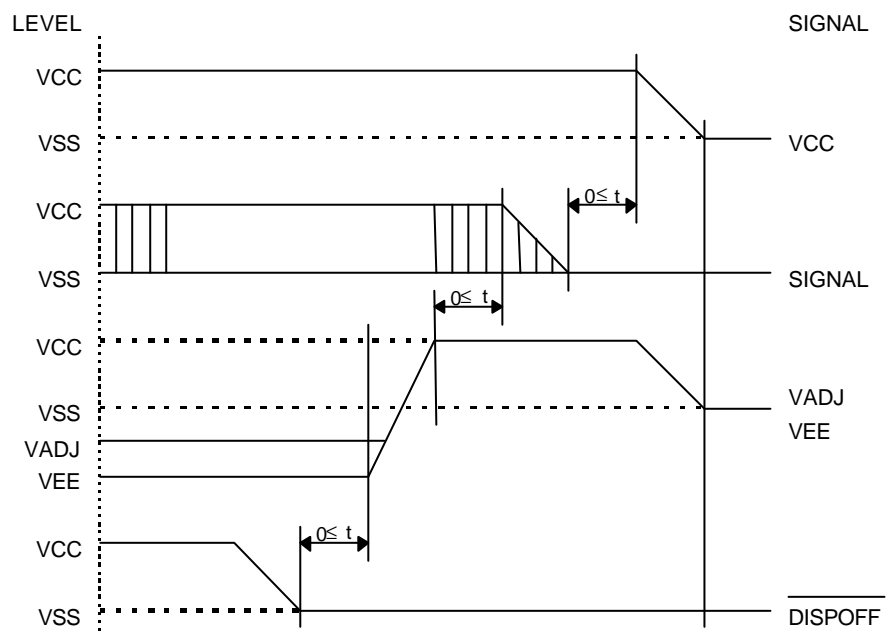 LEVEL SIGNAL
VCC
VSS VCC
VCC 0≤ t
VSS SIGNAL
0≤ t
VCC
VSS VADJ
VADJ VEE
VEE
VCC 0≤ t
VSS DISPOFF